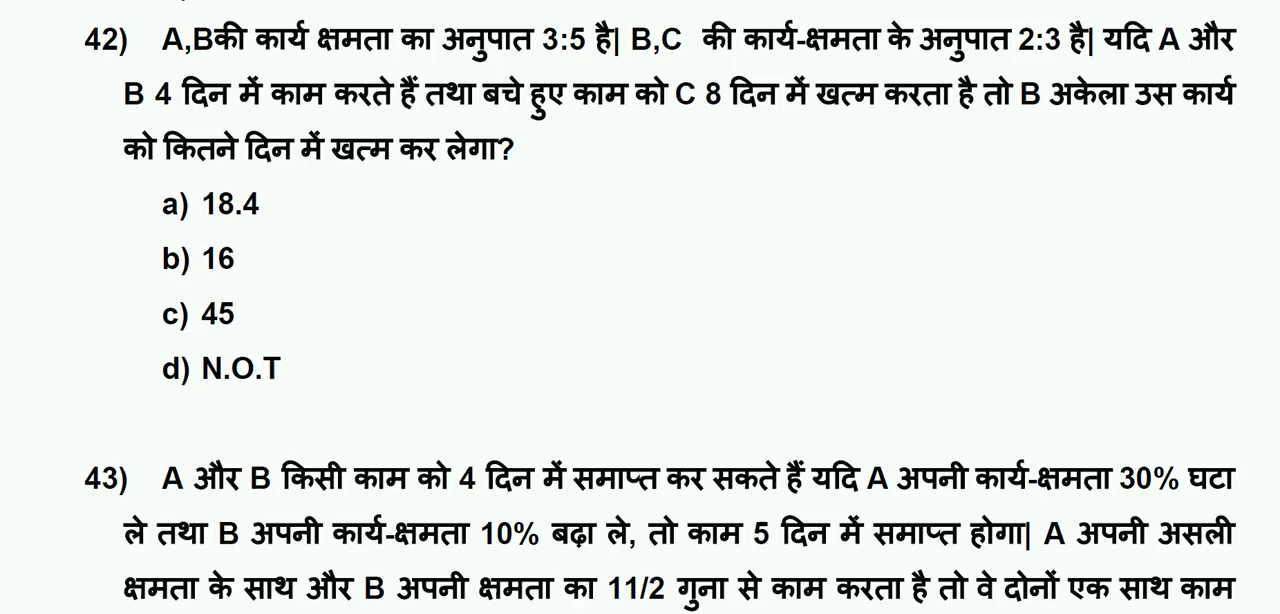 42) A,Bकी कार्य क्षमता का अनुपात 3:5 है| B,C की कार्य-क्षमता के अनुपात 2:3 है| यदि A और
B 4 दिन में काम करते हैं तथा बचे हुए काम को C 8 दिन में खत्म करता है तो B अकेला उस कार्य
को कितने दिन में खत्म कर लेगा?
a) 18.4
b) 16
c) 45
d) N.O.T
43) A और B किसी काम को 4 दिन में समाप्त कर सकते हैं यदि A अपनी कार्य-क्षमता 30% घटा
ले तथा B अपनी कार्य-क्षमता 10% बढ़ा ले, तो काम 5 दिन में समाप्त होगा| A अपनी असली
क्षमता के साथ और B अपनी क्षमता का 11/2 गुना से काम करता है तो वे दोनों एक साथ काम